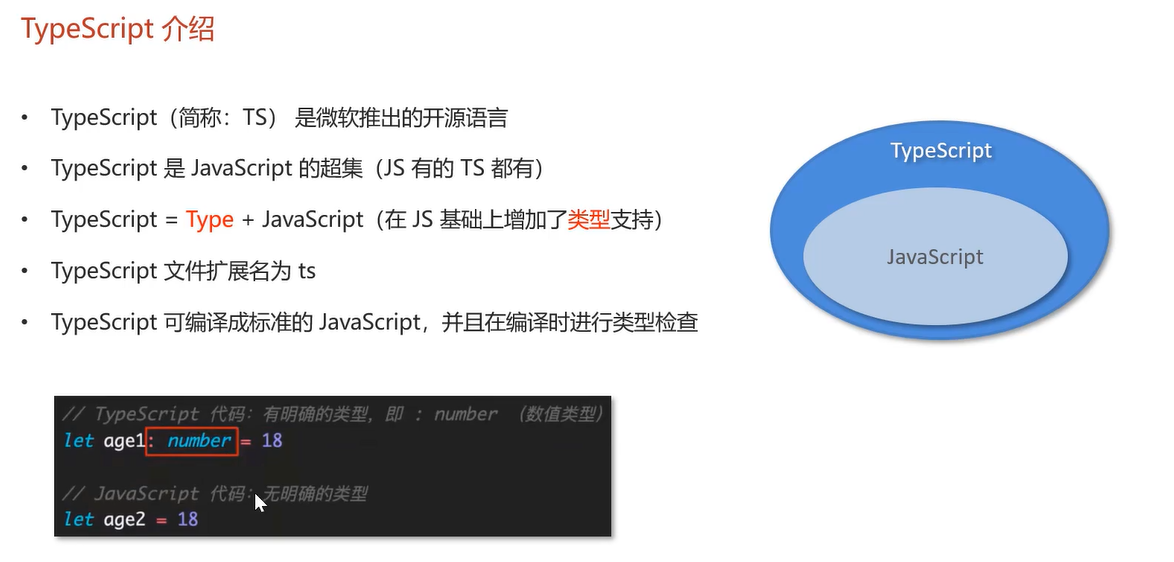 TypeScript 介绍
• TypeScript（简称：TS） 是微软推出的开源语言
• TypeScript 是 JavaScript 的超集（JS 有的 TS 都有）
• TypeScript = Type + JavaScript（在 JS 基础上增加了类型支持）
• TypeScript 文件扩展名为 ts
• TypeScript 可编译成标准的 JavaScript，并且在编译时进行类型检查
TypeScript
JavaScript
// TypeScript 代码：有明确的类型，即 : number （数值类型）
let age1: number = 18
// JavaScript 代码：无明确的类型
let age2 = 18